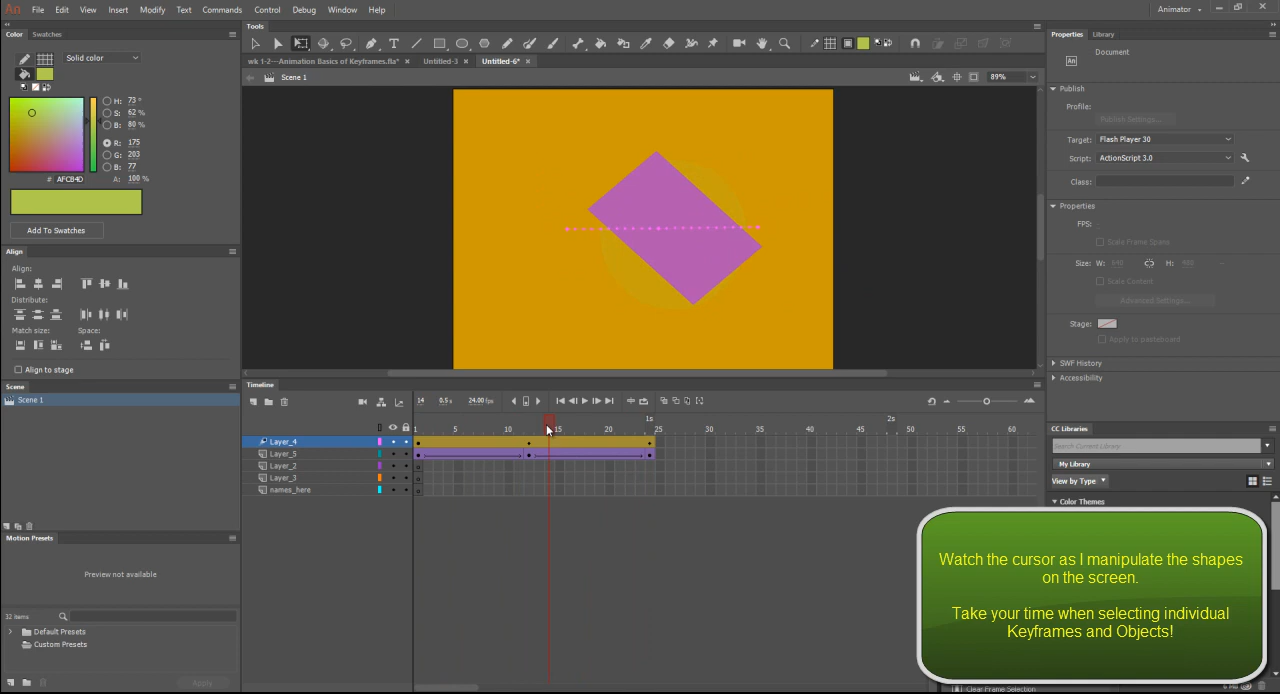 An File Edit View Insert Modify Text Commands Control Debug Window Help Animator
Color Swatches
Solid color
H: 73 °
S: 62 %
B: 80 %
R: 175
G: 203
B: 77
# AFCB4D A: 100 %
Add To Swatches
Align
Align:
Distribute:
Match size: Space:
Align to stage
Scene
Scene 1
Motion Presets
Preview not available
32 items
Default Presets
Custom Presets
Apply
Tools
wk 1-2---Animation Basics of Keyframes.fla* × Untitled-3 × Untitled-6* ×
Scene 1 89%
Timeline
14 0.5 s 24.00 fps
1s 2s
1 5 10 15 20 25 30 35 40 45 50 55 60
Layer_4
Layer_5
Layer_2
Layer_3
names_here
Properties Library
Document
An
Publish
Profile:
Publish Settings...
Target: Flash Player 30
Script: ActionScript 3.0
Class:
Properties
FPS: -
Scale Frame Spans
Size: W: 640 H: 480
Scale Content
Advanced Settings...
Stage:
Apply to pasteboard
SWF History
Accessibility
CC Libraries
Search Current Library
My Library
View by Type
Color Themes
Watch the cursor as I manipulate the shapes
on the screen.
Take your time when selecting individual
Keyframes and Objects!
Clear Frame Selection